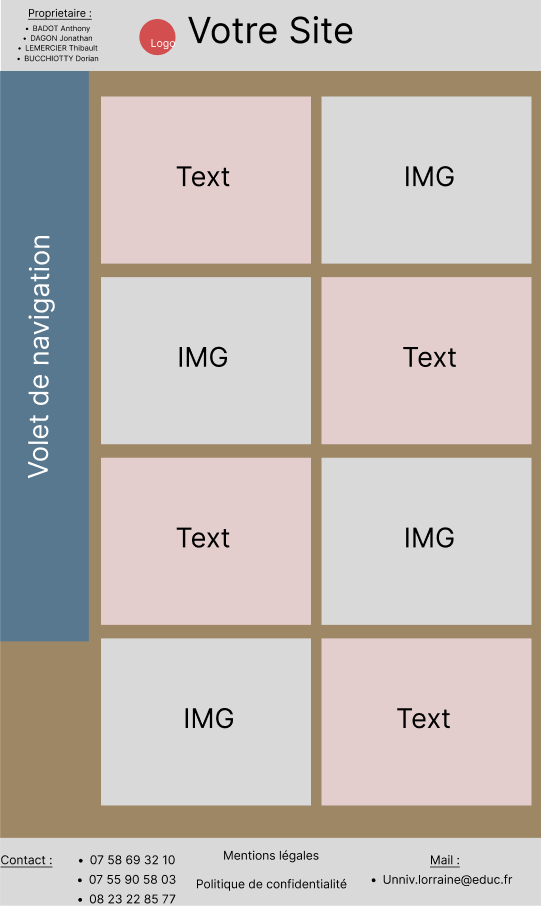 Proprietaire :
• BADOT Anthony
• DAGON Jonathan
• LEMERCIER Thibault
• BUCCHIOTTY Dorian
Logo
Votre Site
Volet de navigation
Text
IMG
IMG
Text
Text
IMG
IMG
Text
Contact :
• 07 58 69 32 10
• 07 55 90 58 03
• 08 23 22 85 77
Mentions légales
Politique de confidentialité
Mail :
• Unniv.lorraine@educ.fr